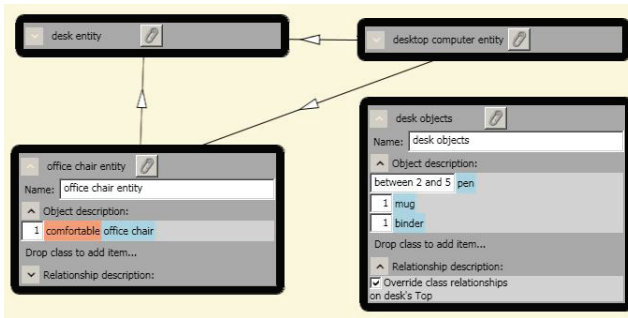 desk entity
desktop computer entity
office chair entity
Name: office chair entity
Object description:
1 comfortable office chair
Drop class to add item...
Relationship description:
desk objects
Name: desk objects
Object description:
between 2 and 5 pen
1 mug
1 binder
Drop class to add item...
Relationship description:
Override class relationships
on desk's Top